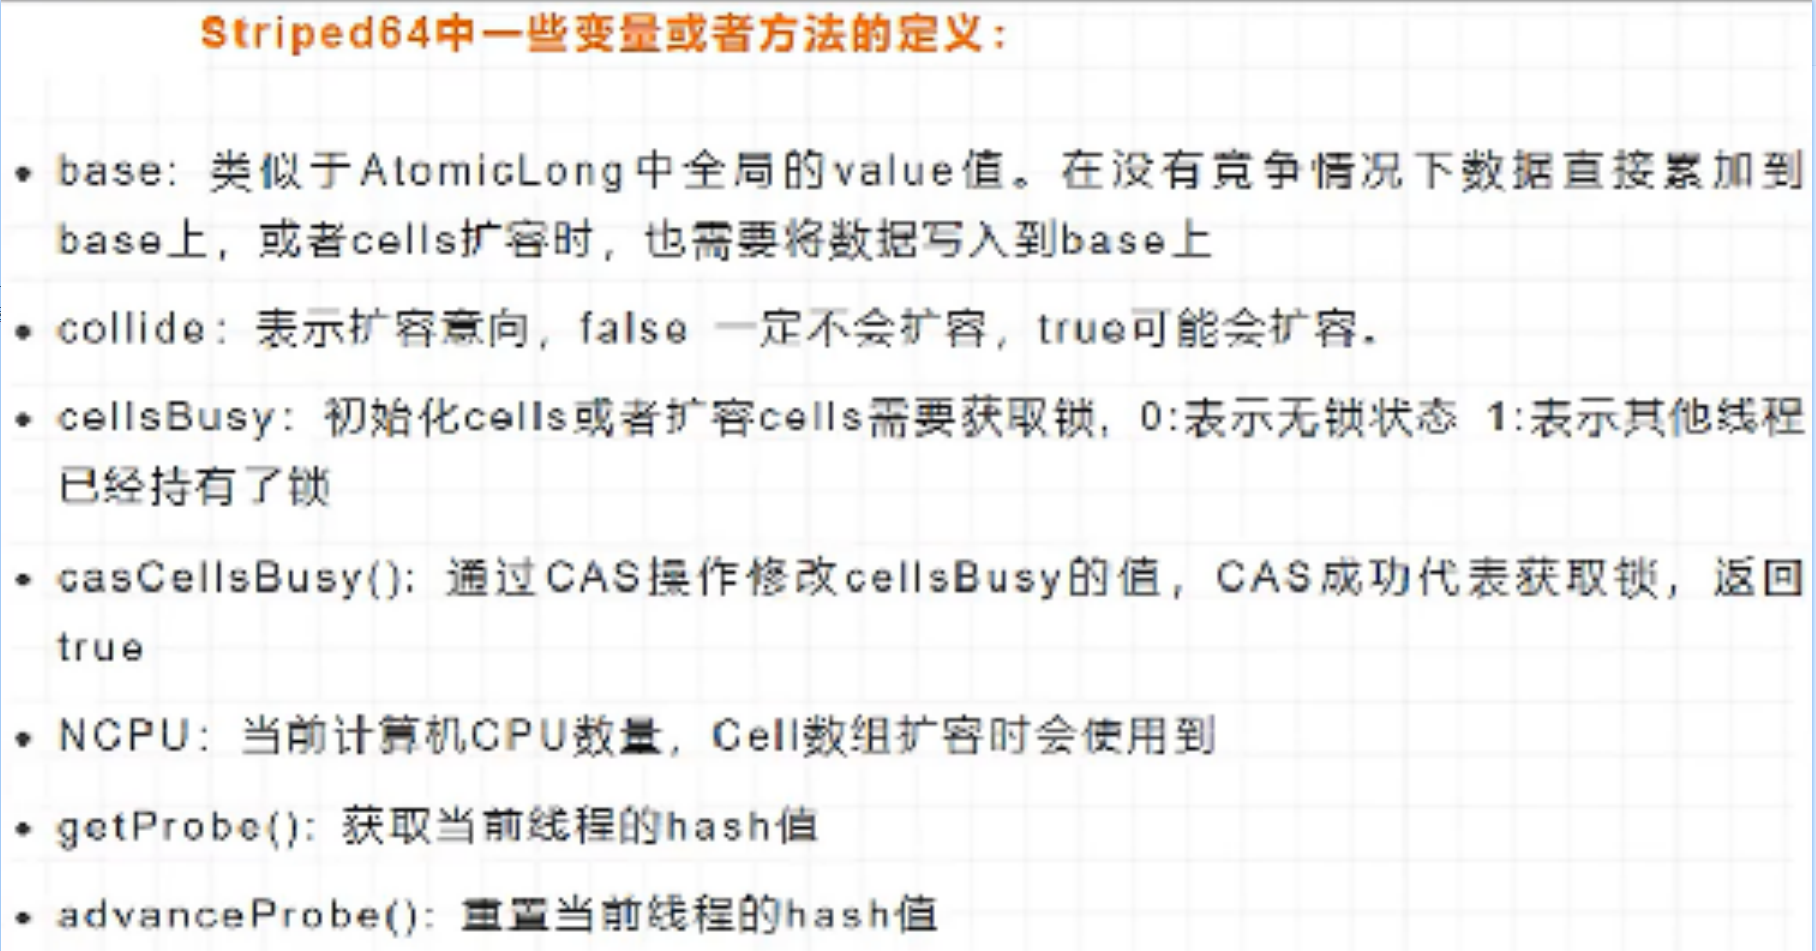 Striped64中一些变量或者方法的定义：
• base: 类似于AtomicLong中全局的value值。在没有竞争情况下数据直接累加到
base上，或者cells扩容时，也需要将数据写入到base上
• collide：表示扩容意向，false 一定不会扩容，true可能会扩容。
• cellsBusy：初始化cells或者扩容cells需要获取锁，0:表示无锁状态 1:表示其他线程
已经持有了锁
• casCellsBusy(): 通过CAS操作修改cellsBusy的值，CAS成功代表获取锁，返回
true
• NCPU：当前计算机CPU数量，Cell数组扩容时会使用到
• getProbe(): 获取当前线程的hash值
• advanceProbe(): 重置当前线程的hash值